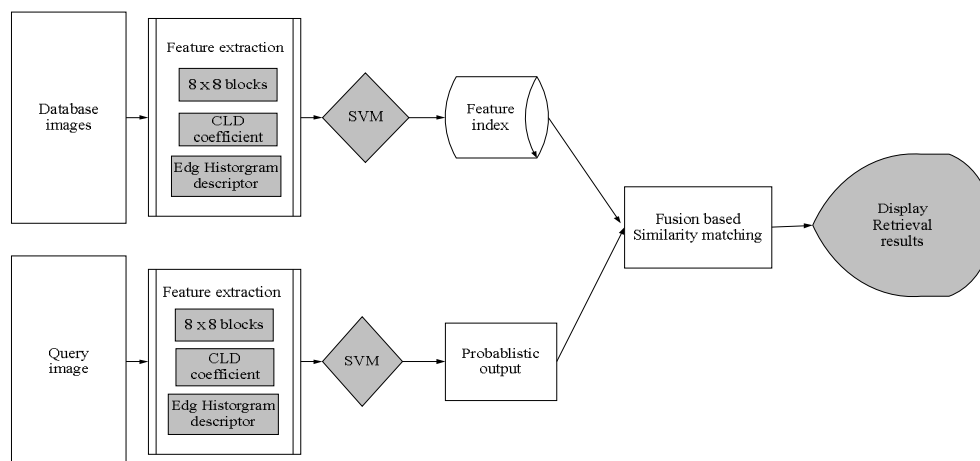 Database
images
Feature extraction
8 x 8 blocks
CLD
coefficient
Edg Historgram
descriptor
SVM
Feature
index
Fusion based
Similarity matching
Display
Retrieval
results
Query
image
Feature extraction
8 x 8 blocks
CLD
coefficient
Edg Historgram
descriptor
SVM
Probablistic
output